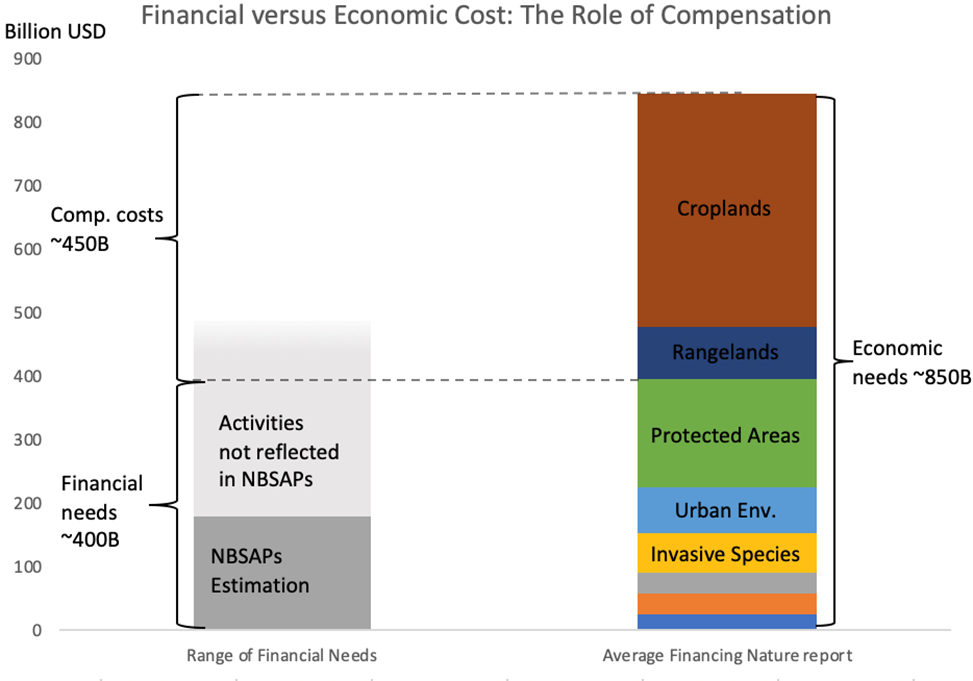 Financial versus Economic Cost: The Role of Compensation
Billion USD
900
800
700
600
500
400
300
200
100
0
Comp. costs
~450B
Financial
needs
~400B
Activities
not reflected
in NBSAPs
NBSAPs
Estimation
Croplands
Rangelands
Protected Areas
Urban Env.
Invasive Species
Economic
needs ~850B
Range of Financial Needs
Average Financing Nature report